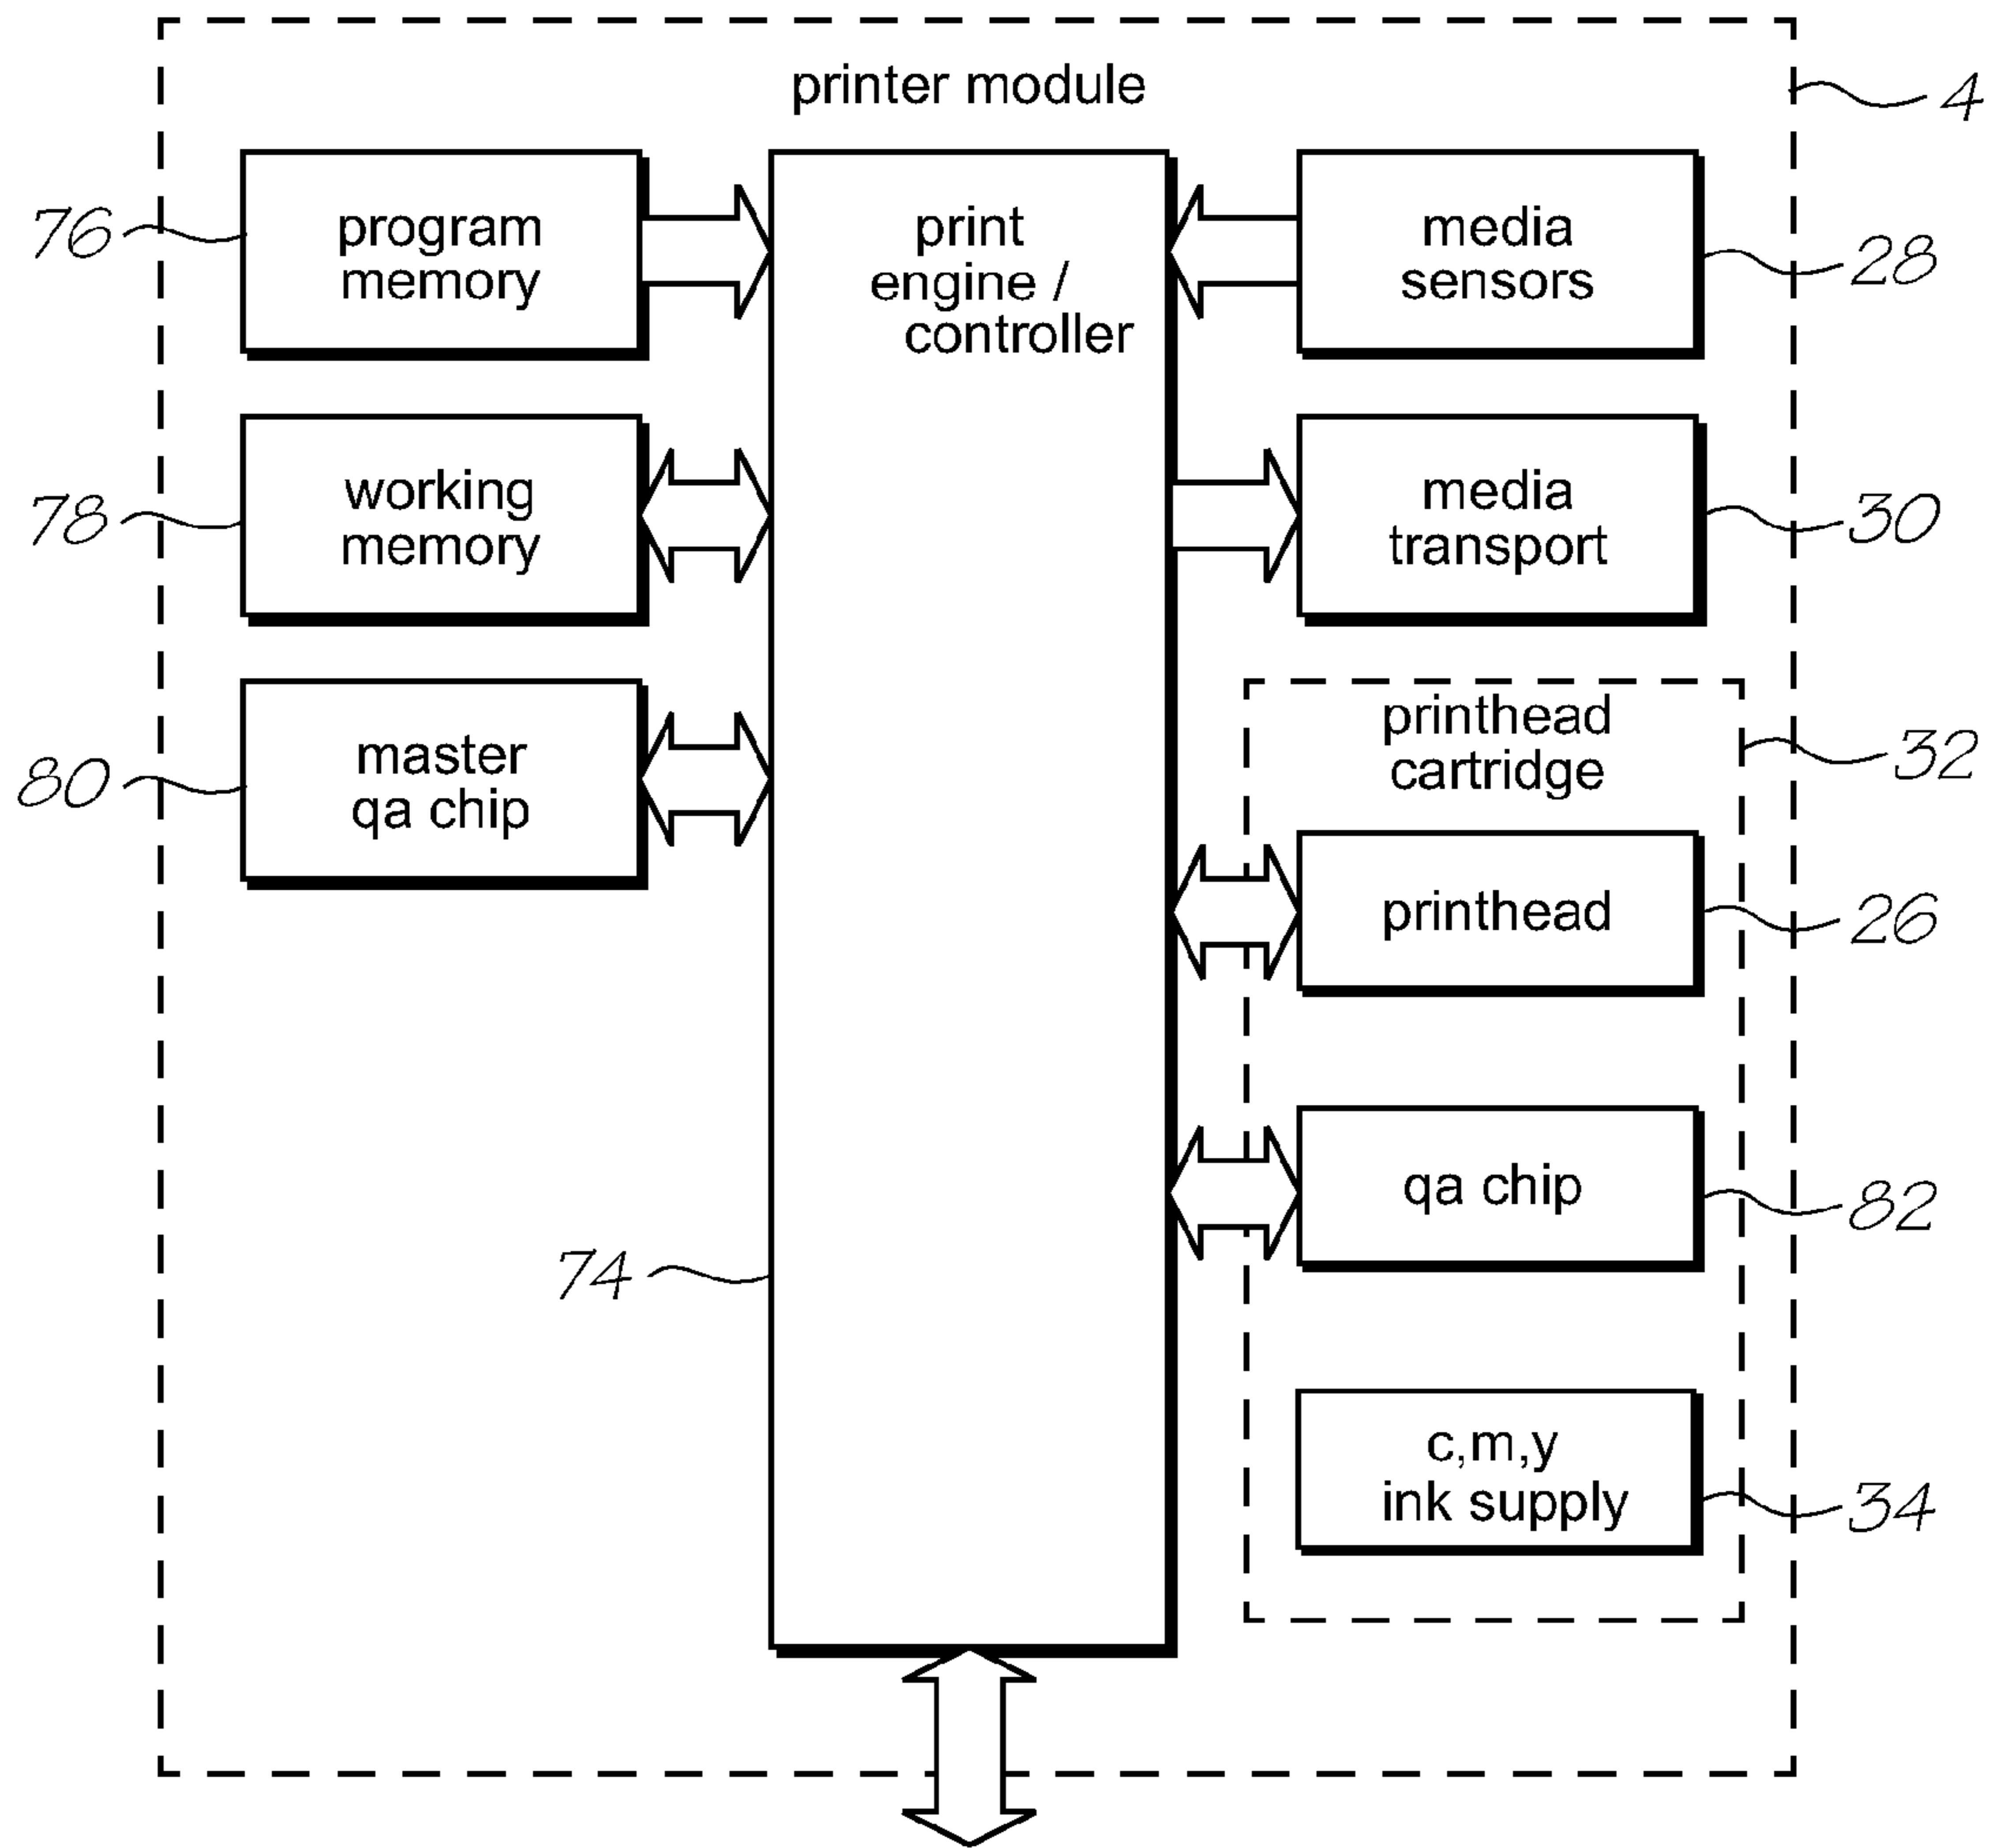 printer module
4
76
program
memory
print
engine /
controller
media
sensors
28
78
working
memory
media
transport
30
80
master
qa chip
printhead
cartridge
32
printhead
26
qa chip
82
74
c,m,y
ink supply
34